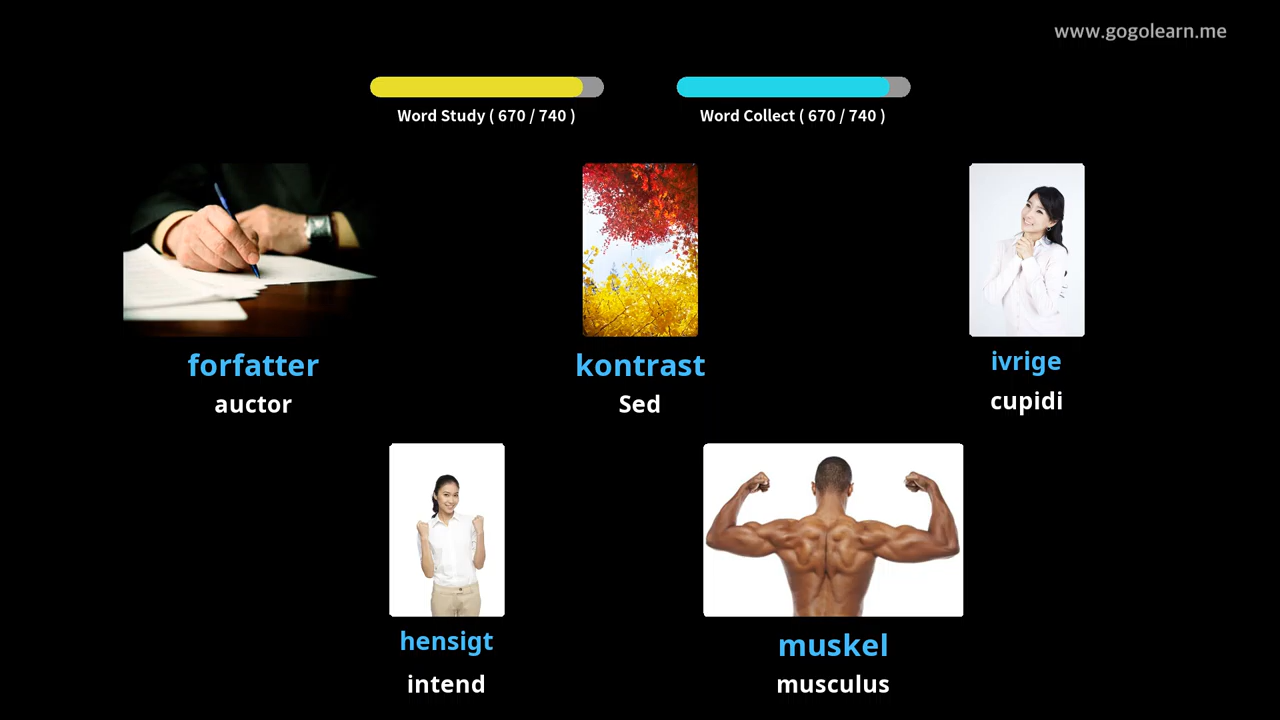 www.gogolearn.me
Word Study ( 670 / 740 )
Word Collect ( 670 / 740 )
forfatter
auctor
kontrast
Sed
ivrige
cupidi
hensigt
intend
muskel
musculus